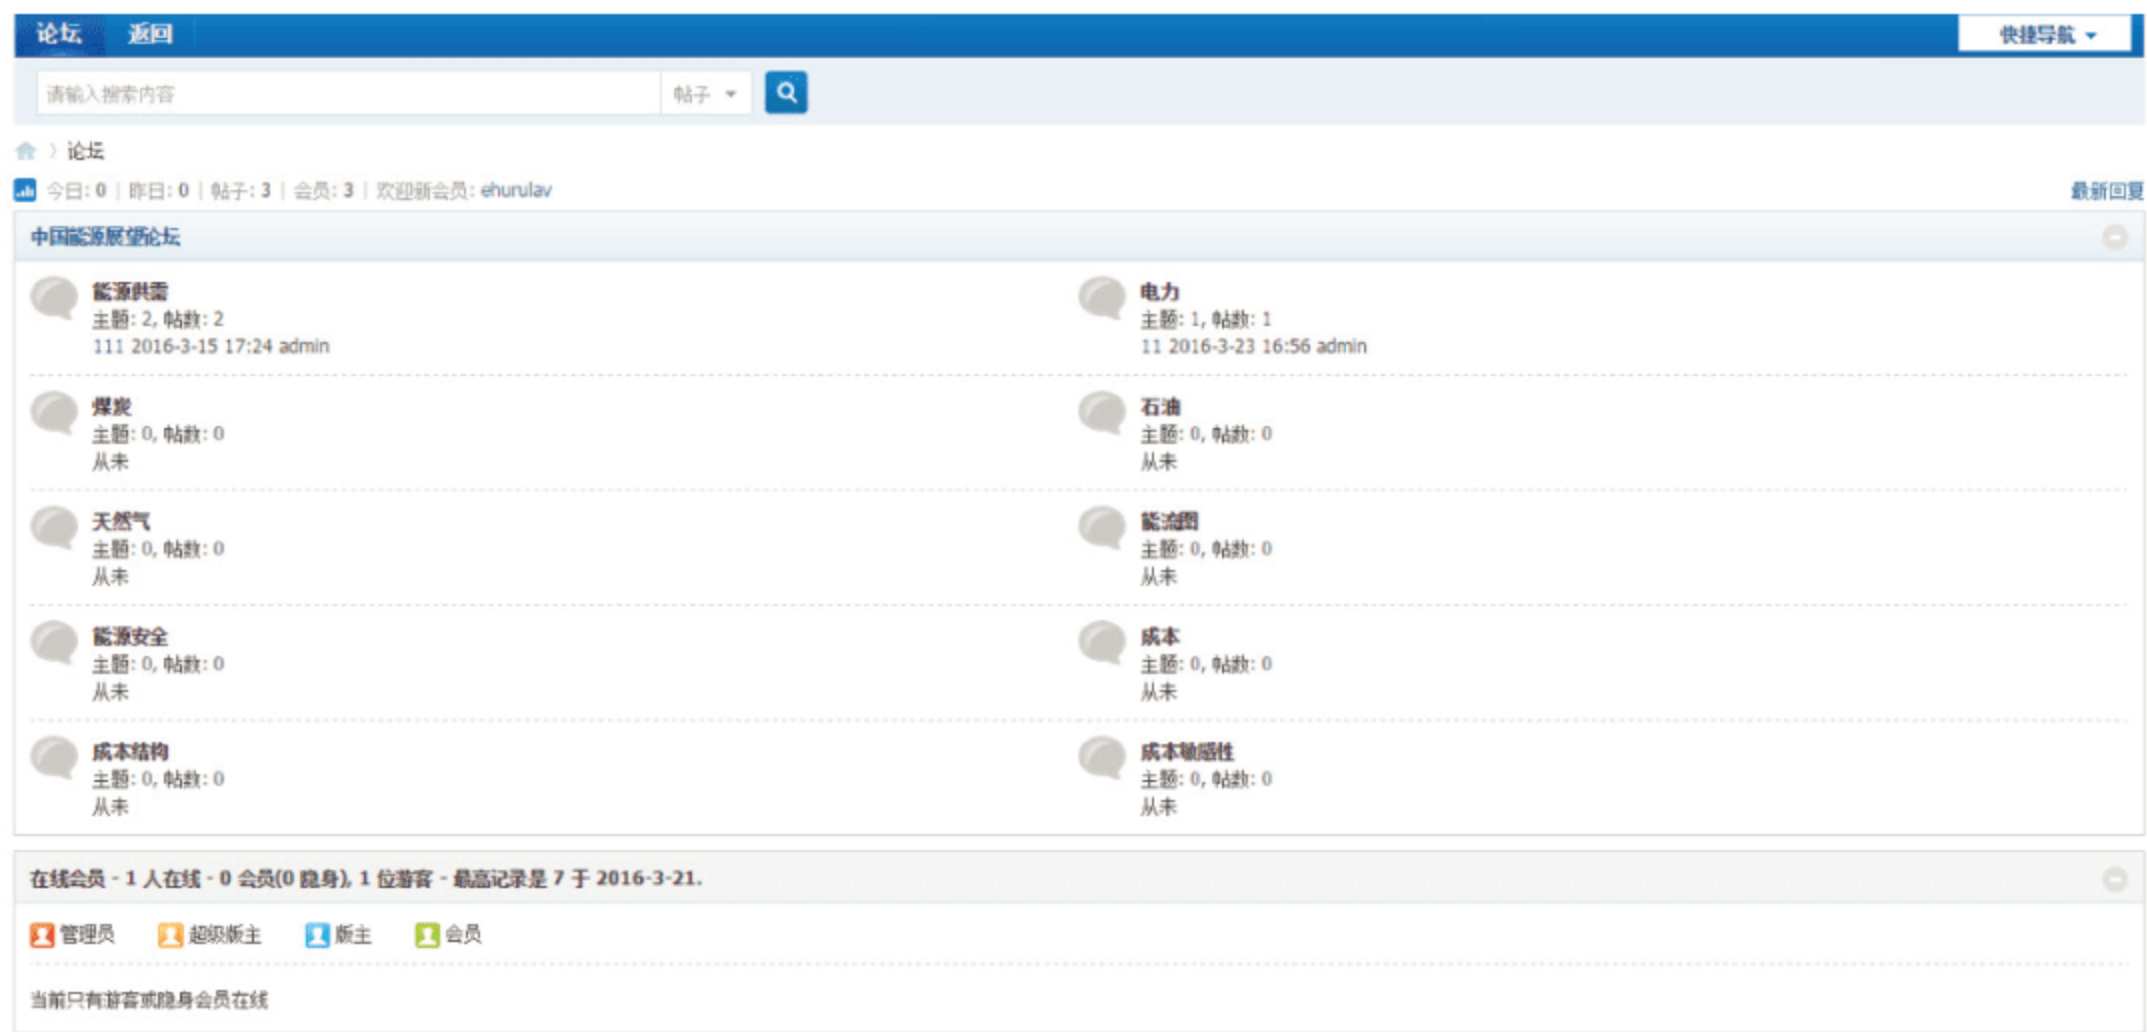 论坛 返回 快捷导航
请输入搜索内容 帖子
论坛
今日: 0 | 昨日: 0 | 帖子: 3 | 会员: 3 | 欢迎新会员: ehurulav 最新回复
中国能源展望论坛
能源供需
主题: 2, 帖数: 2
111 2016-3-15 17:24 admin
电力
主题: 1, 帖数: 1
11 2016-3-23 16:56 admin
煤炭
主题: 0, 帖数: 0
从未
石油
主题: 0, 帖数: 0
从未
天然气
主题: 0, 帖数: 0
从未
能流图
主题: 0, 帖数: 0
从未
能源安全
主题: 0, 帖数: 0
从未
成本
主题: 0, 帖数: 0
从未
成本结构
主题: 0, 帖数: 0
从未
成本敏感性
主题: 0, 帖数: 0
从未
在线会员 - 1 人在线 - 0 会员(0 隐身), 1 位游客 - 最高记录是 7 于 2016-3-21.
管理员 超级版主 版主 会员
当前只有游客或隐身会员在线